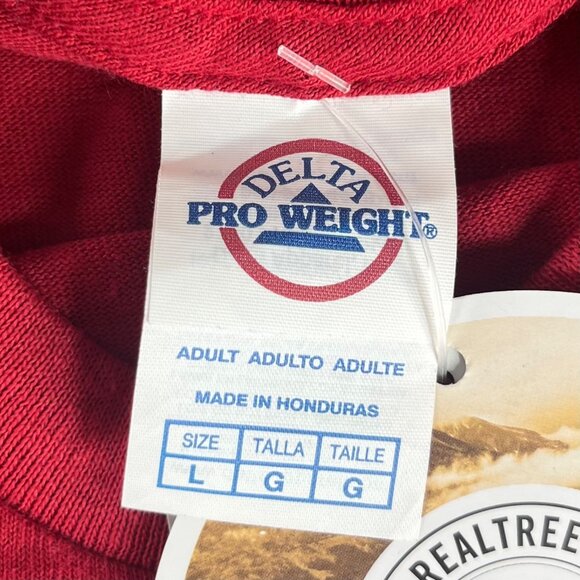 DELTA
PRO WEIGHT®
ADULT ADULTO ADULTE
MADE IN HONDURAS
SIZE TALLA TAILLE
L G G
REALTREE